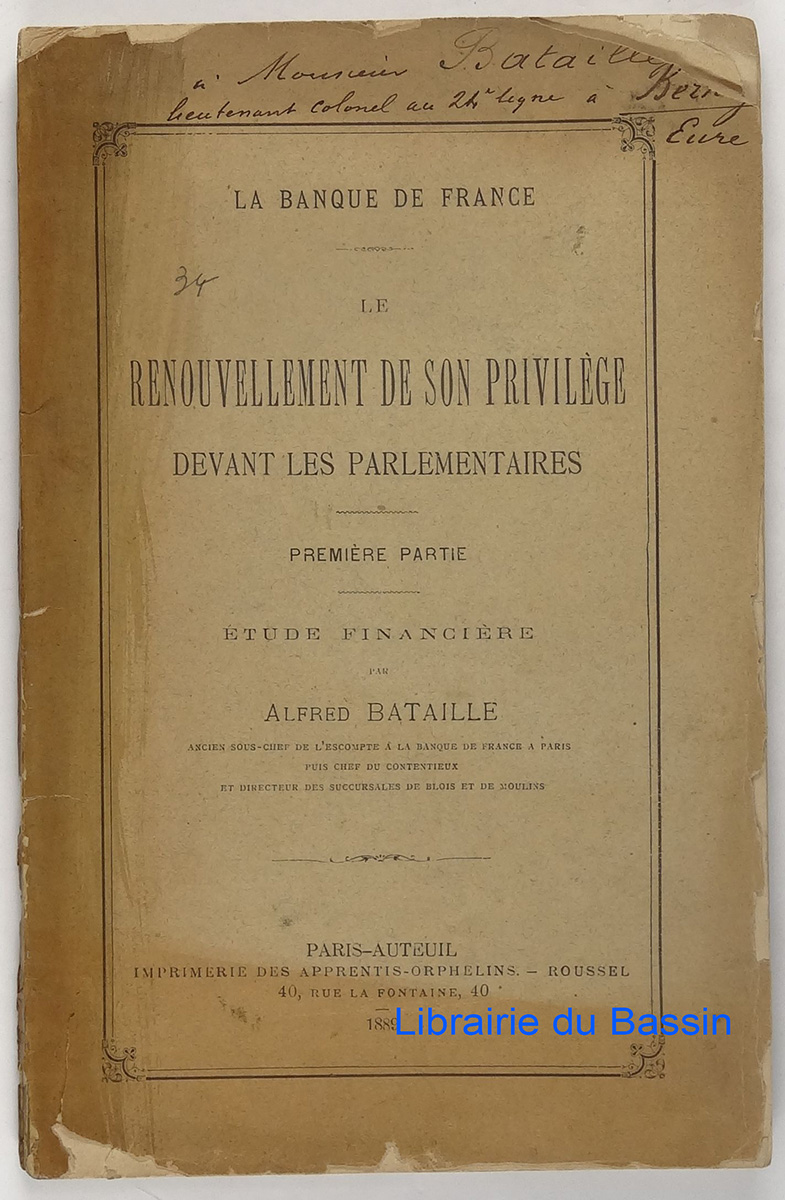 à Monsieur Bataille
lieutenant colonel au 24e ligne à Bernay
Eure
LA BANQUE DE FRANCE
34
LE
RENOUVELLEMENT DE SON PRIVILÈGE
DEVANT LES PARLEMENTAIRES
PREMIÈRE PARTIE
ÉTUDE FINANCIÈRE
PAR
ALFRED BATAILLE
ANCIEN SOUS-CHEF DE L'ESCOMPTE A LA BANQUE DE FRANCE A PARIS
PUIS CHEF DU CONTENTIEUX
ET DIRECTEUR DES SUCCURSALES DE BLOIS ET DE MOULINS
PARIS-AUTEUIL
IMPRIMERIE DES APPRENTIS-ORPHELINS. — ROUSSEL
40, RUE LA FONTAINE, 40
1889
Librairie du Bassin